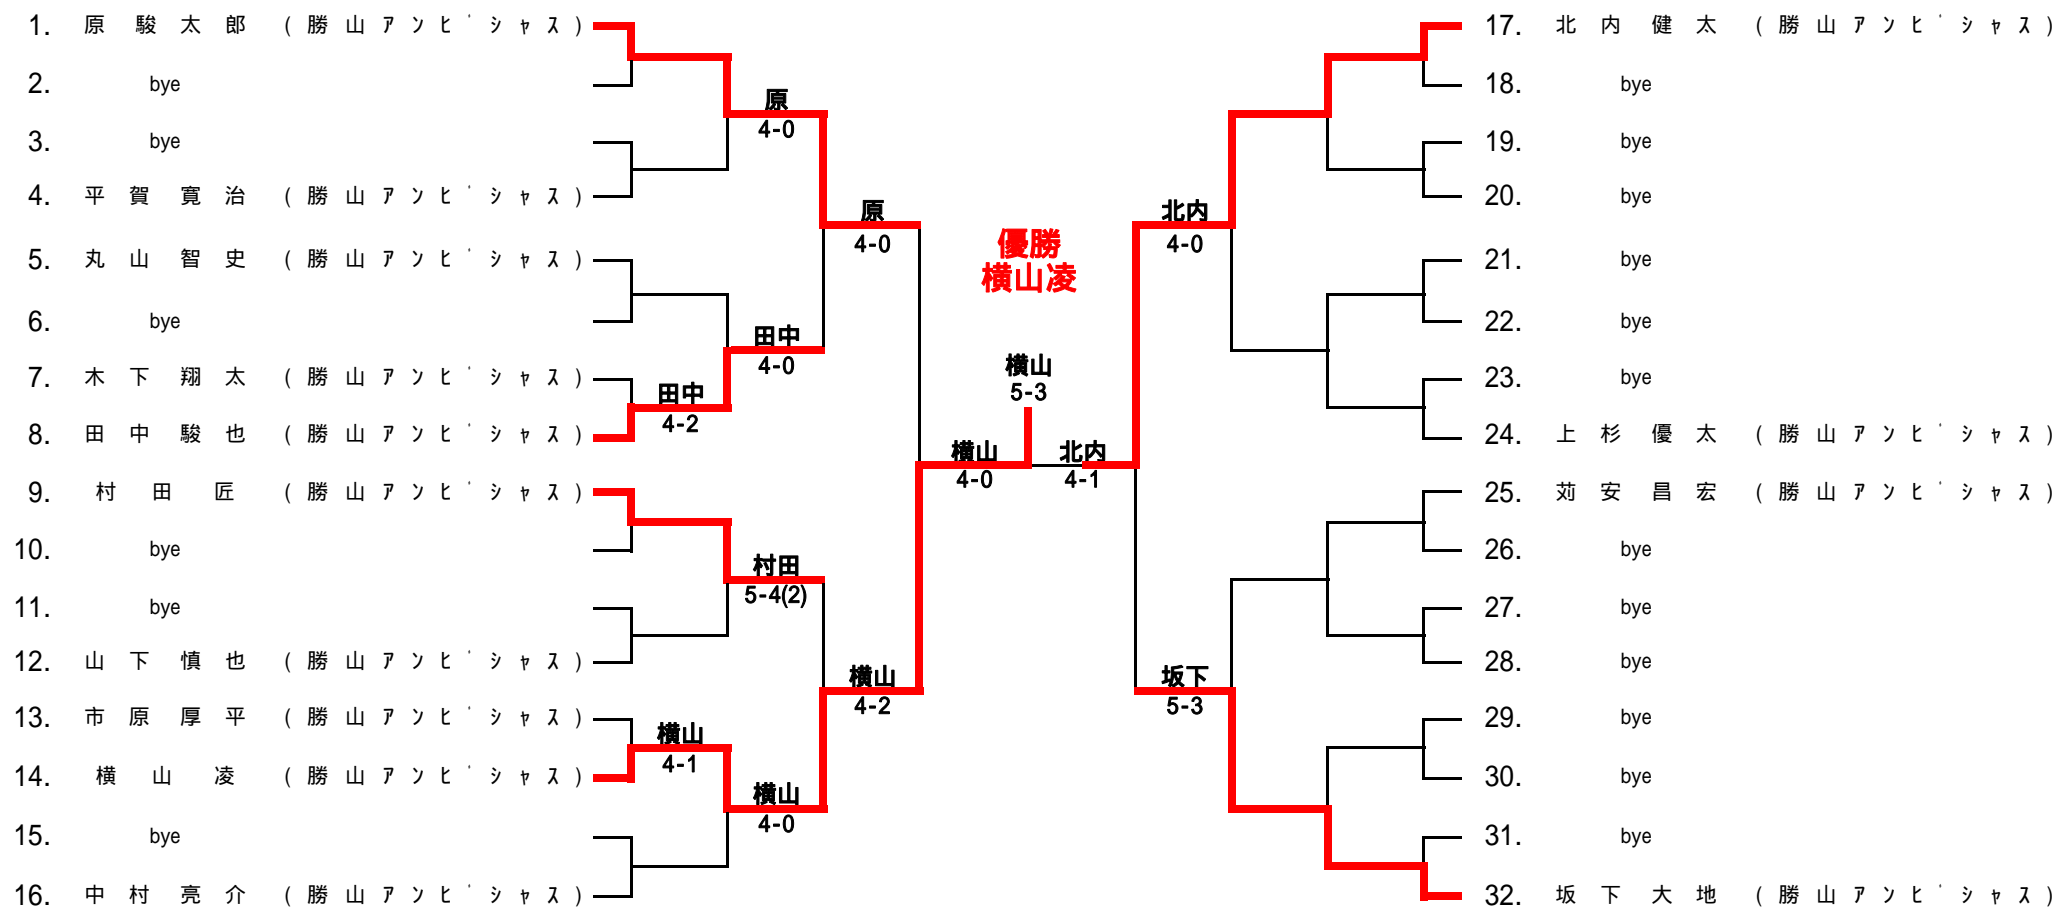 1. 原 駿 太 郎 (勝山アンビシャス)
2. bye
3. bye
4. 平 賀 寛 治 (勝山アンビシャス)
5. 丸 山 智 史 (勝山アンビシャス)
6. bye
7. 木 下 翔 太 (勝山アンビシャス)
8. 田 中 駿 也 (勝山アンビシャス)
9. 村 田 匠 (勝山アンビシャス)
10. bye
11. bye
12. 山 下 慎 也 (勝山アンビシャス)
13. 市 原 厚 平 (勝山アンビシャス)
14. 横 山 凌 (勝山アンビシャス)
15. bye
16. 中 村 亮 介 (勝山アンビシャス)
田中
4-2
横山
4-1
原
4-0
田中
4-0
村田
5-4(2)
横山
4-0
原
4-0
横山
4-2
横山
4-0
優勝
横山凌
横山
5-3
北内
4-1
北内
4-0
坂下
5-3
17. 北 内 健 太 (勝山アンビシャス)
18. bye
19. bye
20. bye
21. bye
22. bye
23. bye
24. 上 杉 優 太 (勝山アンビシャス)
25. 苅 安 昌 宏 (勝山アンビシャス)
26. bye
27. bye
28. bye
29. bye
30. bye
31. bye
32. 坂 下 大 地 (勝山アンビシャス)